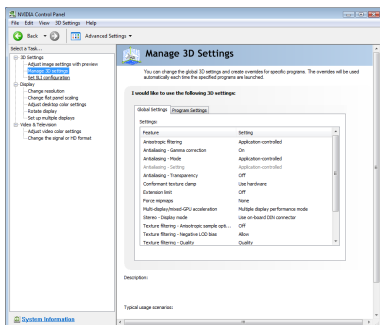 NVIDIA Control Panel
File Edit View 3D Settings Help
Back Advanced Settings
Select a Task...
3D Settings
Adjust image settings with preview
Manage 3D settings
Set SLI configuration
Display
Change resolution
Change flat panel scaling
Adjust desktop color settings
Rotate display
Set up multiple displays
Video & Television
Adjust video color settings
Change the signal or HD format
System Information
Manage 3D Settings
You can change the global 3D settings and create overrides for specific programs. The overrides will be used
automatically each time the specified programs are launched.
I would like to use the following 3D settings:
Global Settings Program Settings
Settings:
Feature Setting
Anisotropic filtering Application-controlled
Antialiasing - Gamma correction On
Antialiasing - Mode Application-controlled
Antialiasing - Setting Application-controlled
Antialiasing - Transparency Off
Conformant texture clamp Use hardware
Extension limit Off
Force mipmaps None
Multi-display/mixed-GPU acceleration Multiple display performance mode
Stereo - Display mode Use on-board DIN connector
Texture filtering - Anisotropic sample opti... Off
Texture filtering - Negative LOD bias Allow
Texture filtering - Quality Quality
Description:
Typical usage scenarios: